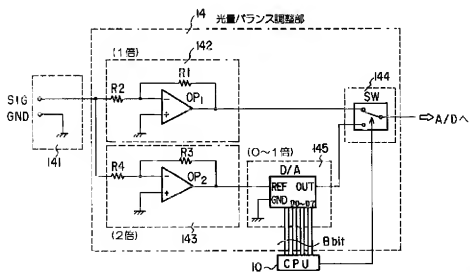 14
光量バランス調整部
(1倍)
142
R1
R2
OP1
SIG
GND
141
144
SW
A/Dへ
R3
R4
OP2
(2倍)
143
(0〜1倍)
145
D/A
REF OUT
GND D0〜D7
8bit
10
CPU